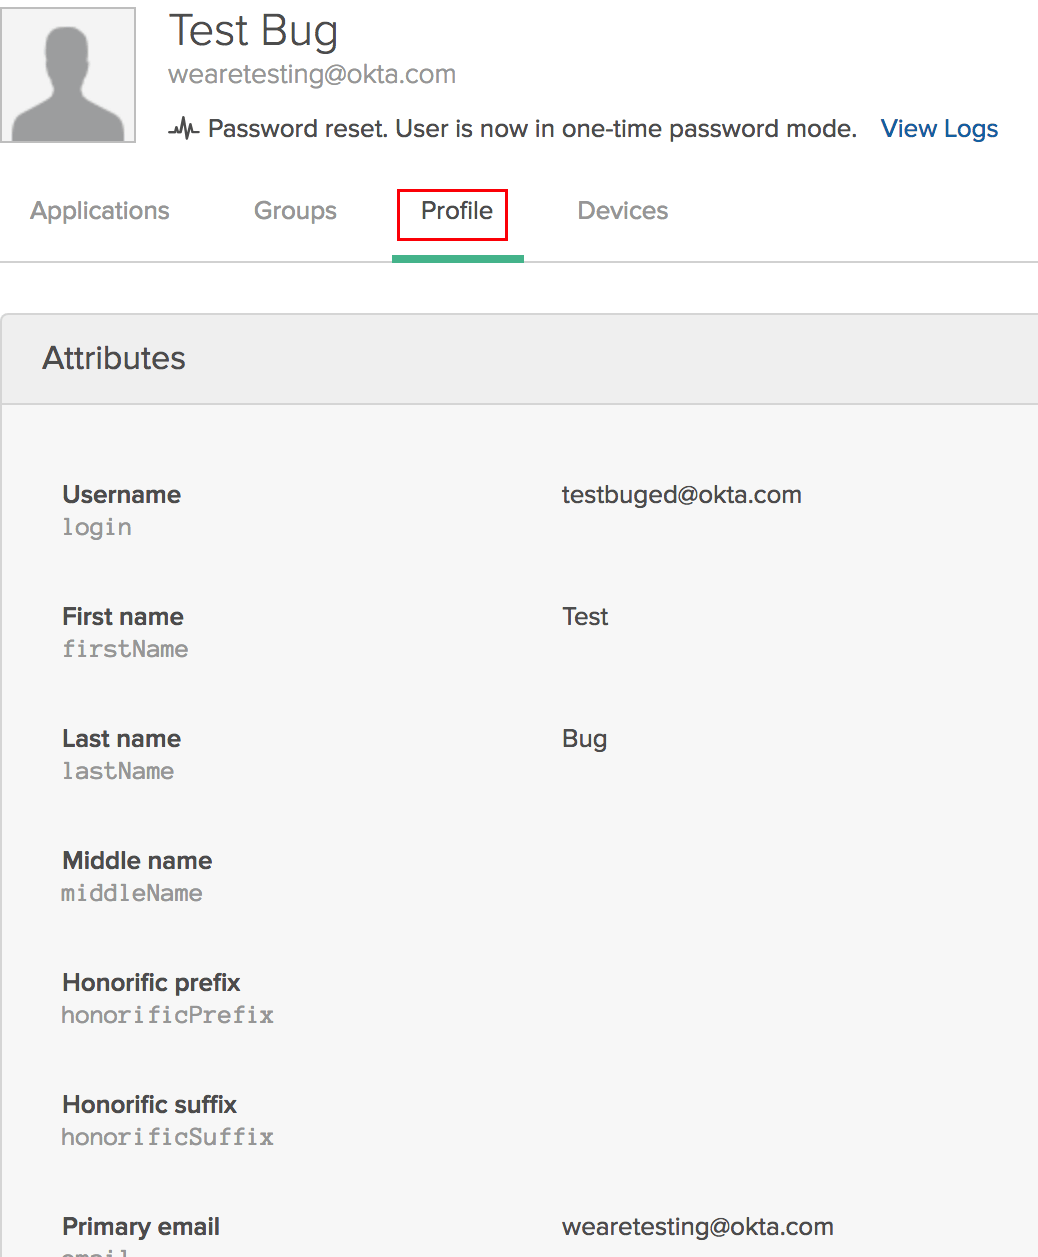 Test Bug
wearetesting@okta.com
Password reset. User is now in one-time password mode. View Logs
Applications Groups Profile Devices
Attributes
Username testbuged@okta.com
login
First name Test
firstName
Last name Bug
lastName
Middle name
middleName
Honorific prefix
honorificPrefix
Honorific suffix
honorificSuffix
Primary email wearetesting@okta.com
email